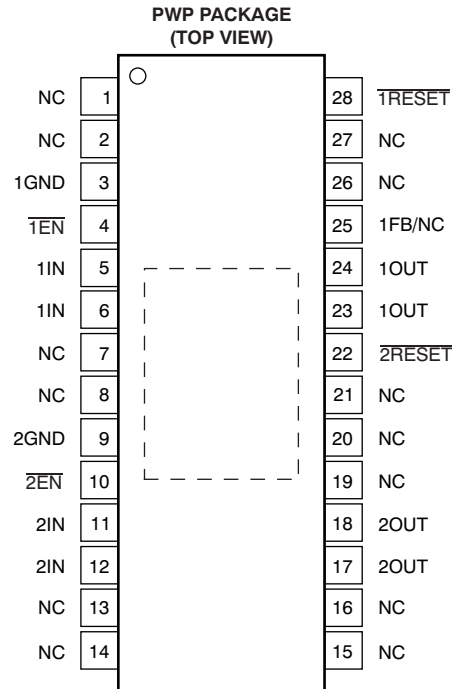 PWP PACKAGE
(TOP VIEW)
NC 1 28 1RESET
NC 2 27 NC
1GND 3 26 NC
1EN 4 25 1FB/NC
1IN 5 24 1OUT
1IN 6 23 1OUT
NC 7 22 2RESET
NC 8 21 NC
2GND 9 20 NC
2EN 10 19 NC
2IN 11 18 2OUT
2IN 12 17 2OUT
NC 13 16 NC
NC 14 15 NC